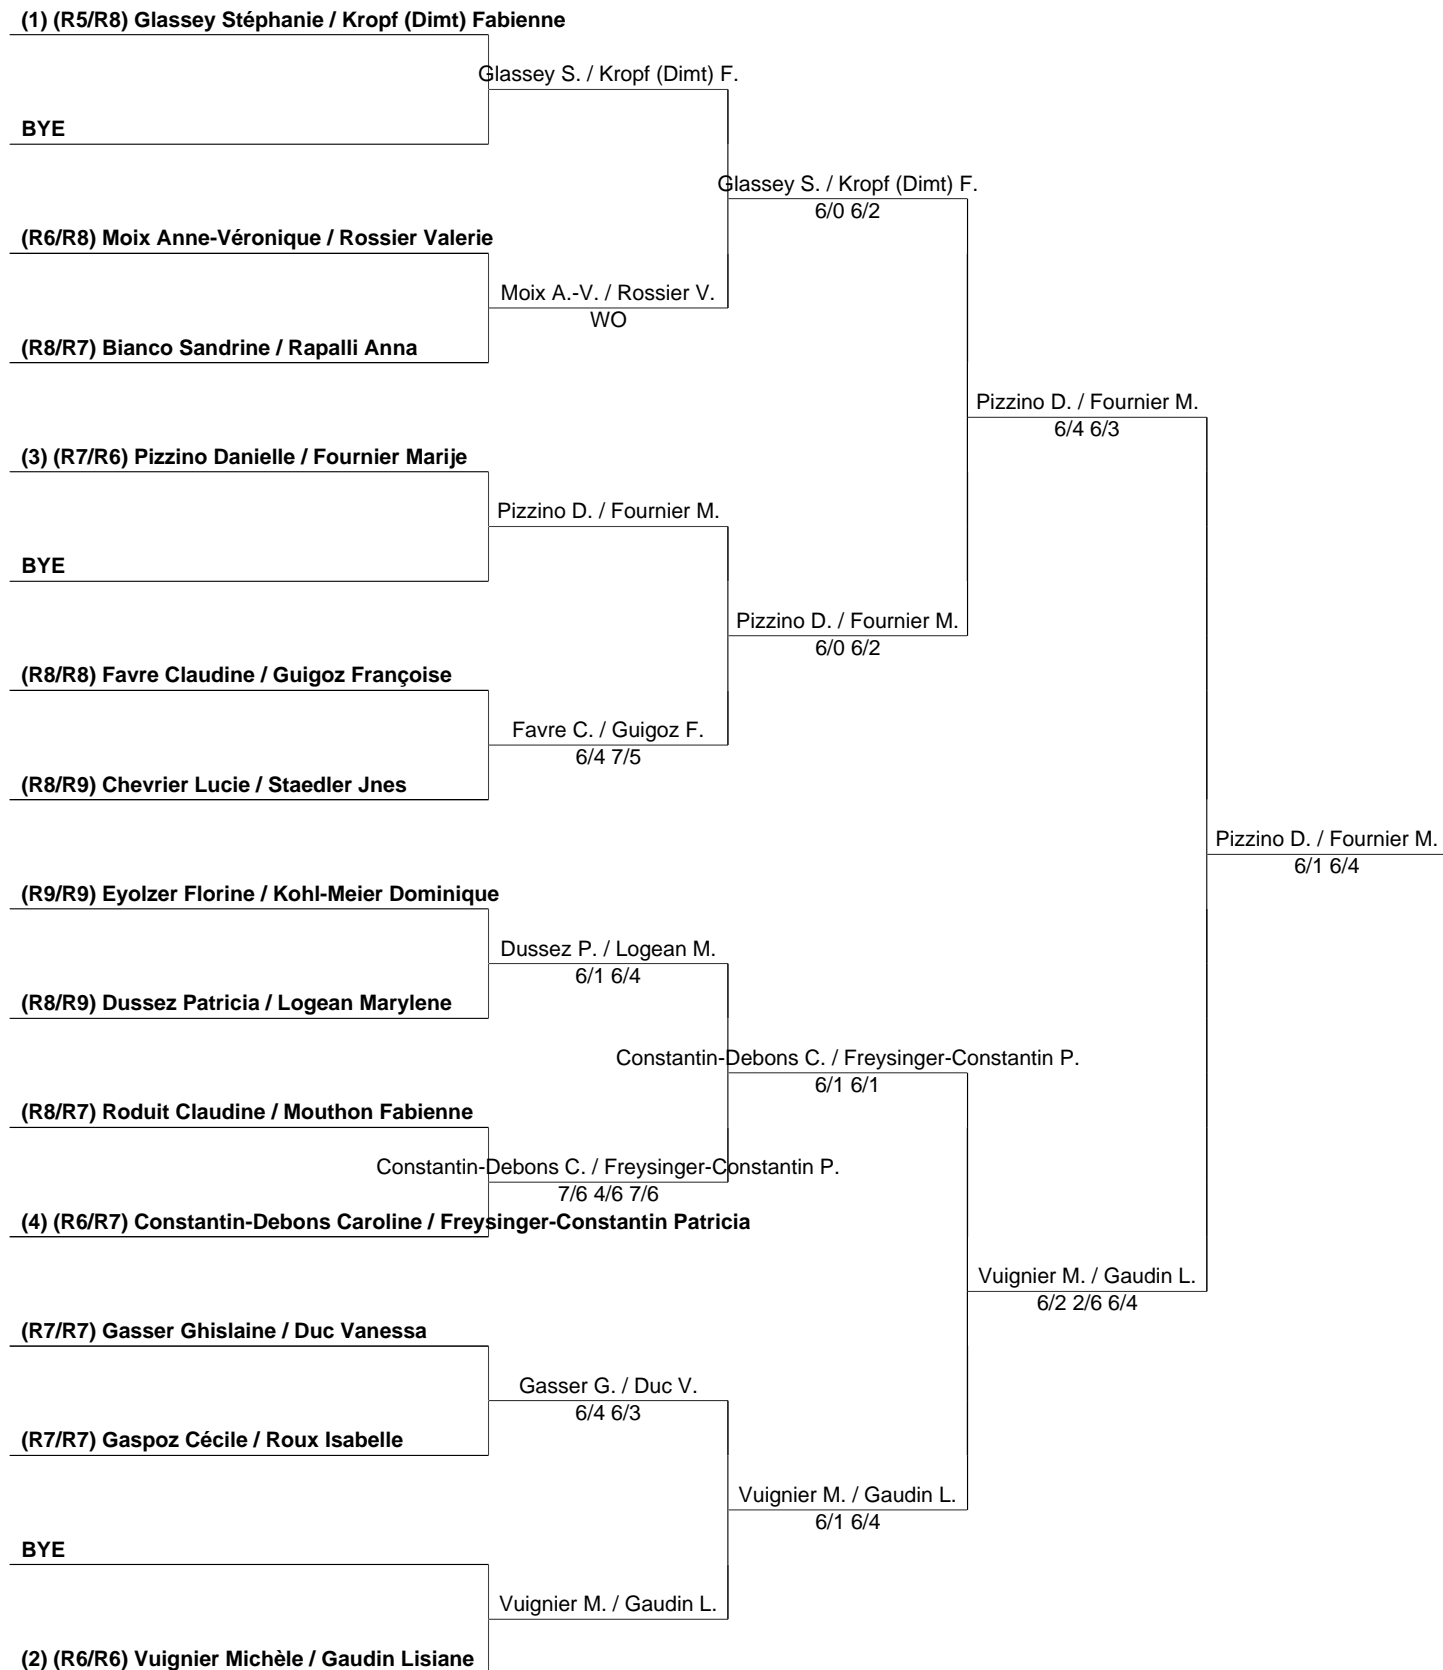 (1) (R5/R8) Glassey Stéphanie / Kropf (Dimt) Fabienne
Glassey S. / Kropf (Dimt) F.
BYE
Glassey S. / Kropf (Dimt) F.
6/0 6/2
(R6/R8) Moix Anne-Véronique / Rossier Valerie
Moix A.-V. / Rossier V.
WO
(R8/R7) Bianco Sandrine / Rapalli Anna
Pizzino D. / Fournier M.
6/4 6/3
(3) (R7/R6) Pizzino Danielle / Fournier Marije
Pizzino D. / Fournier M.
BYE
Pizzino D. / Fournier M.
6/0 6/2
(R8/R8) Favre Claudine / Guigoz Françoise
Favre C. / Guigoz F.
6/4 7/5
(R8/R9) Chevrier Lucie / Staedler Jnes
Pizzino D. / Fournier M.
6/1 6/4
(R9/R9) Eyolzer Florine / Kohl-Meier Dominique
Dussez P. / Logean M.
6/1 6/4
(R8/R9) Dussez Patricia / Logean Marylene
Constantin-Debons C. / Freysinger-Constantin P.
6/1 6/1
(R8/R7) Roduit Claudine / Mouthon Fabienne
Constantin-Debons C. / Freysinger-Constantin P.
7/6 4/6 7/6
(4) (R6/R7) Constantin-Debons Caroline / Freysinger-Constantin Patricia
Vuignier M. / Gaudin L.
6/2 2/6 6/4
(R7/R7) Gasser Ghislaine / Duc Vanessa
Gasser G. / Duc V.
6/4 6/3
(R7/R7) Gaspoz Cécile / Roux Isabelle
Vuignier M. / Gaudin L.
6/1 6/4
BYE
Vuignier M. / Gaudin L.
(2) (R6/R6) Vuignier Michèle / Gaudin Lisiane